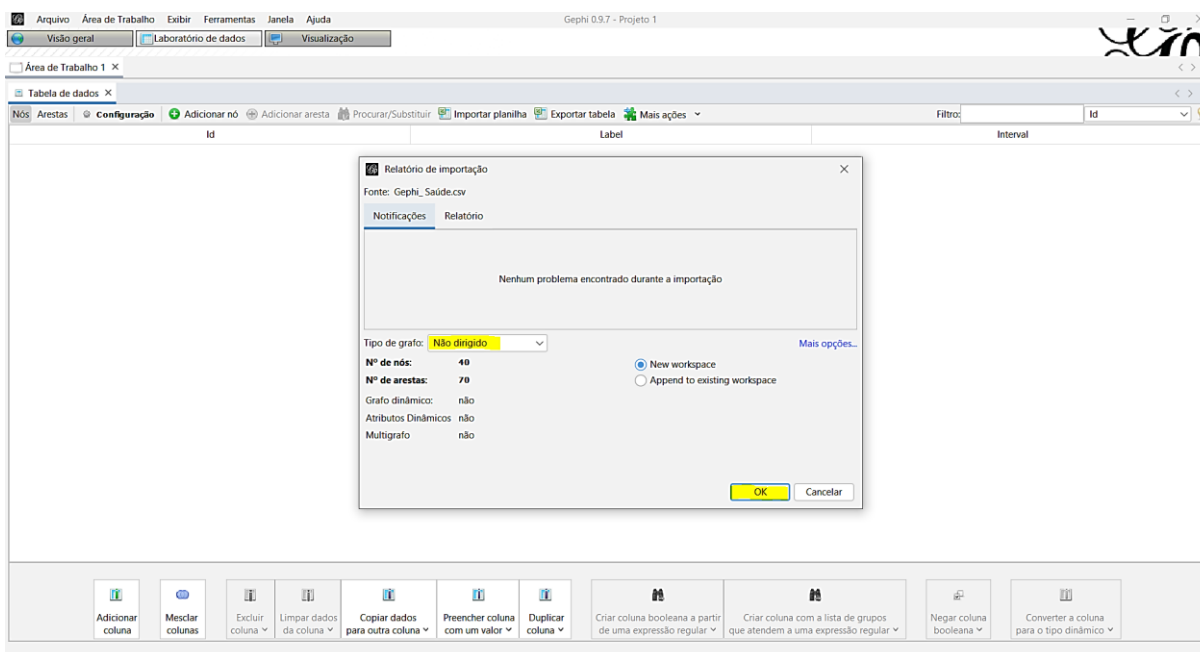 Arquivo Área de Trabalho Exibir Ferramentas Janela Ajuda Gephi 0.9.7 - Projeto 1
Visão geral Laboratório de dados Visualização
Área de Trabalho 1
Tabela de dados
Nós Arestas Configuração Adicionar nó Adicionar aresta Procurar/Substituir Importar planilha Exportar tabela Mais ações Filtro: Id
Id Label Interval
Relatório de importação
Fonte: Gephi_ Saúde.csv
Notificações Relatório
Nenhum problema encontrado durante a importação
Tipo de grafo: Não dirigido Mais opções...
Nº de nós: 40 New workspace
Nº de arestas: 70 Append to existing workspace
Grafo dinâmico: não
Atributos Dinâmicos não
Multigrafo não
OK Cancelar
Adicionar coluna
Mesclar colunas
Excluir coluna
Limpar dados da coluna
Copiar dados para outra coluna
Preencher coluna com um valor
Duplicar coluna
Criar coluna booleana a partir de uma expressão regular
Criar coluna com a lista de grupos que atendem a uma expressão regular
Negar coluna booleana
Converter a coluna para o tipo dinâmico